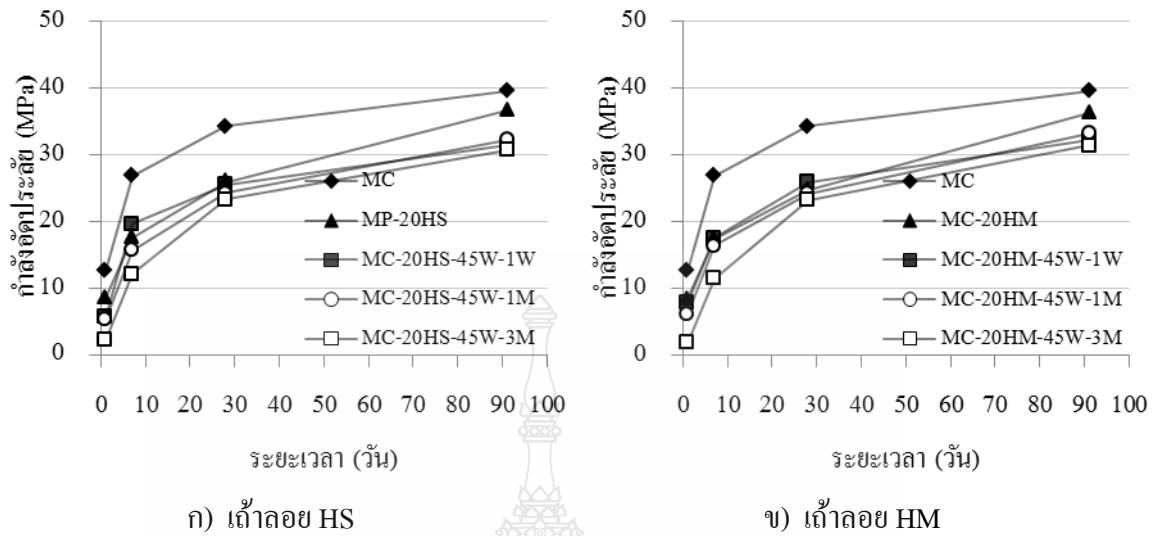 กำลังอัดประลัย (MPa)
50
40
30
20
10
0
MC
MP-20HS
MC-20HS-45W-1W
MC-20HS-45W-1M
MC-20HS-45W-3M
0 10 20 30 40 50 60 70 80 90 100
ระยะเวลา (วัน)
ก) เถ้าลอย HS
กำลังอัดประลัย (MPa)
50
40
30
20
10
0
MC
MC-20HM
MC-20HM-45W-1W
MC-20HM-45W-1M
MC-20HM-45W-3M
0 10 20 30 40 50 60 70 80 90 100
ระยะเวลา (วัน)
ข) เถ้าลอย HM